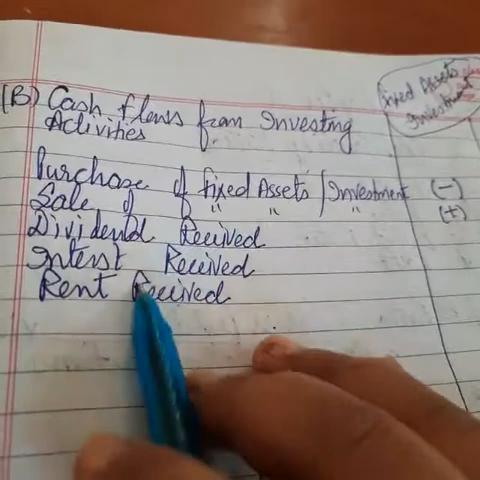 (B) Cash flows from Investing
Activities
Fixed Assets
Investment
Purchase of fixed Assets / Investment (-)
Sale of " " " (+)
Dividend Received
Interst Received
Rent Received